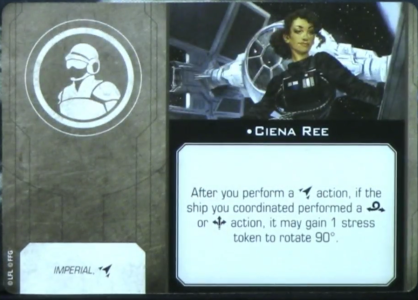 •CIENA REE
After you perform a action, if the
ship you coordinated performed a
or action, it may gain 1 stress
token to rotate 90°.
IMPERIAL,
©LFL ©FFG